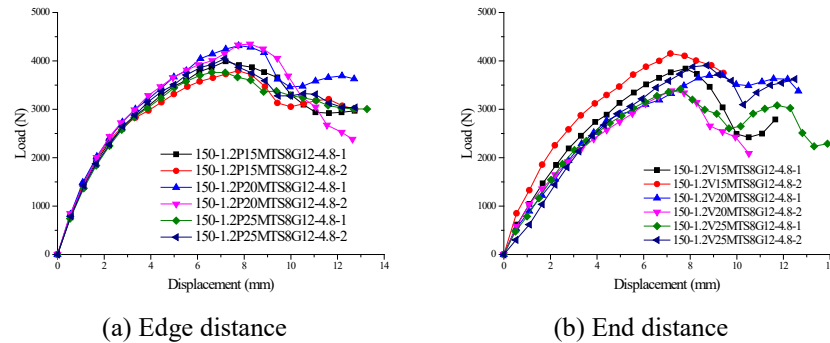 5000
4000
3000
2000
1000
0
Load (N)
150-1.2P15MTS8G12-4.8-1
150-1.2P15MTS8G12-4.8-2
150-1.2P20MTS8G12-4.8-1
150-1.2P20MTS8G12-4.8-2
150-1.2P25MTS8G12-4.8-1
150-1.2P25MTS8G12-4.8-2
0 2 4 6 8 10 12 14
Displacement (mm)
(a) Edge distance
5000
4000
3000
2000
1000
0
Load (N)
150-1.2V15MTS8G12-4.8-1
150-1.2V15MTS8G12-4.8-2
150-1.2V20MTS8G12-4.8-1
150-1.2V20MTS8G12-4.8-2
150-1.2V25MTS8G12-4.8-1
150-1.2V25MTS8G12-4.8-2
0 2 4 6 8 10 12 14
Displacement (mm)
(b) End distance